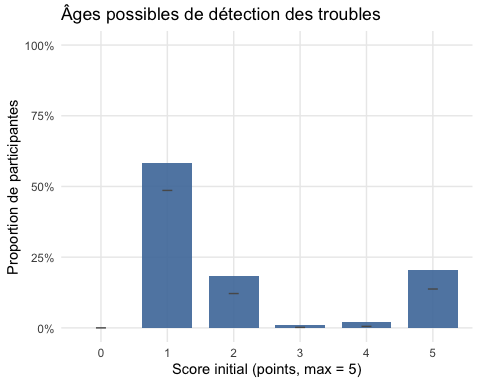 Âges possibles de détection des troubles
Proportion de participantes
100%
75%
50%
25%
0%
0 1 2 3 4 5
Score initial (points, max = 5)